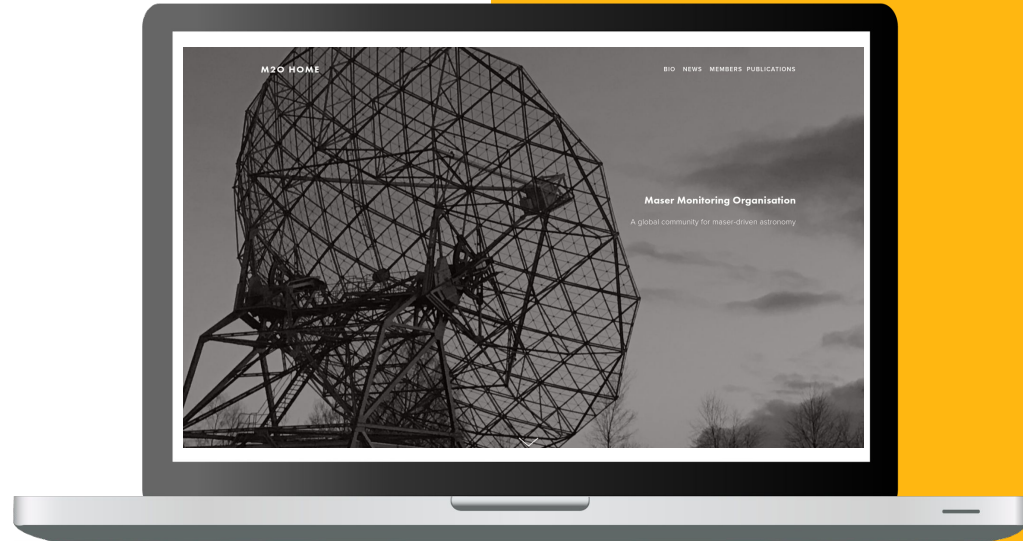 M2O HOME
BIO NEWS MEMBERS PUBLICATIONS
Maser Monitoring Organisation
A global community for maser-driven astronomy